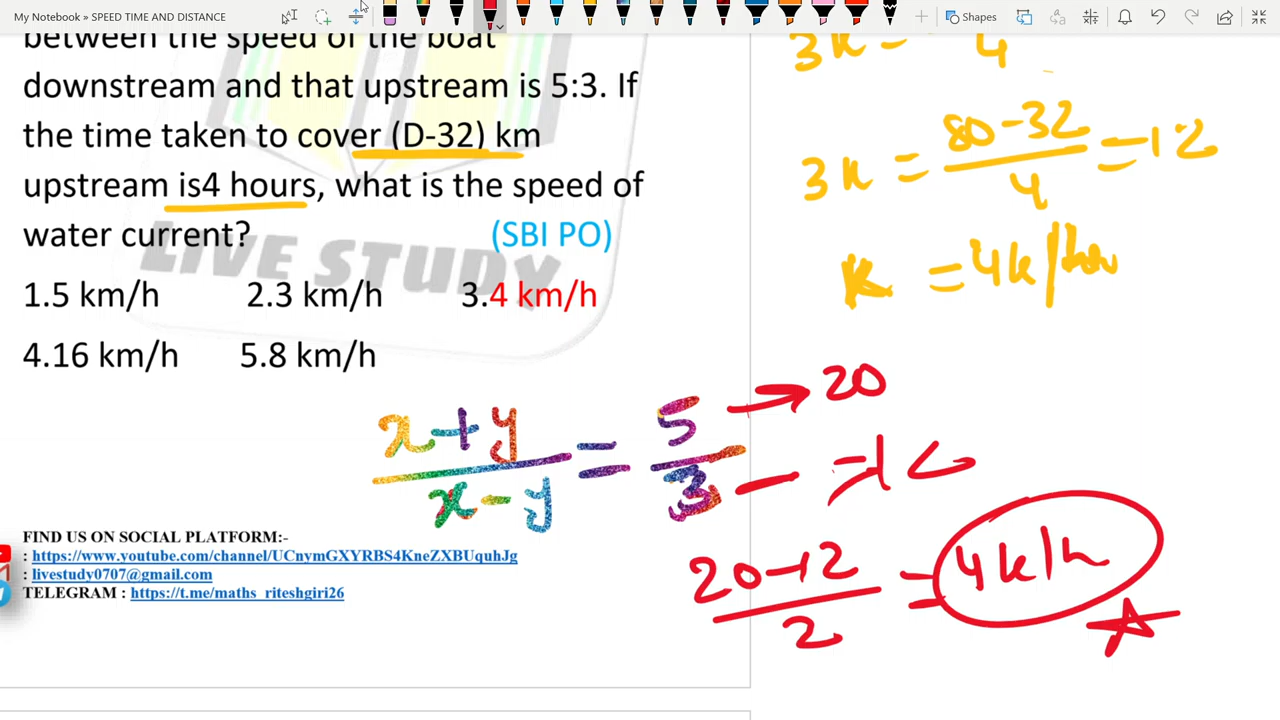 My Notebook » SPEED TIME AND DISTANCE
Shapes
between the speed of the boat
downstream and that upstream is 5:3. If
the time taken to cover (D-32) km
upstream is4 hours, what is the speed of
water current? (SBI PO)
LIVE STUDY
1.5 km/h 2.3 km/h 3.4 km/h
4.16 km/h 5.8 km/h
3k =
4
3k = 80-32 / 4 = 12
k = 4k/hour
x+y / x-y = 5/3
20
12
20-12 / 2 = 4k/h
FIND US ON SOCIAL PLATFORM:-
: https://www.youtube.com/channel/UCnymGXYRBS4KneZXBUquhJg
: livestudy0707@gmail.com
TELEGRAM : https://t.me/maths_riteshgiri26